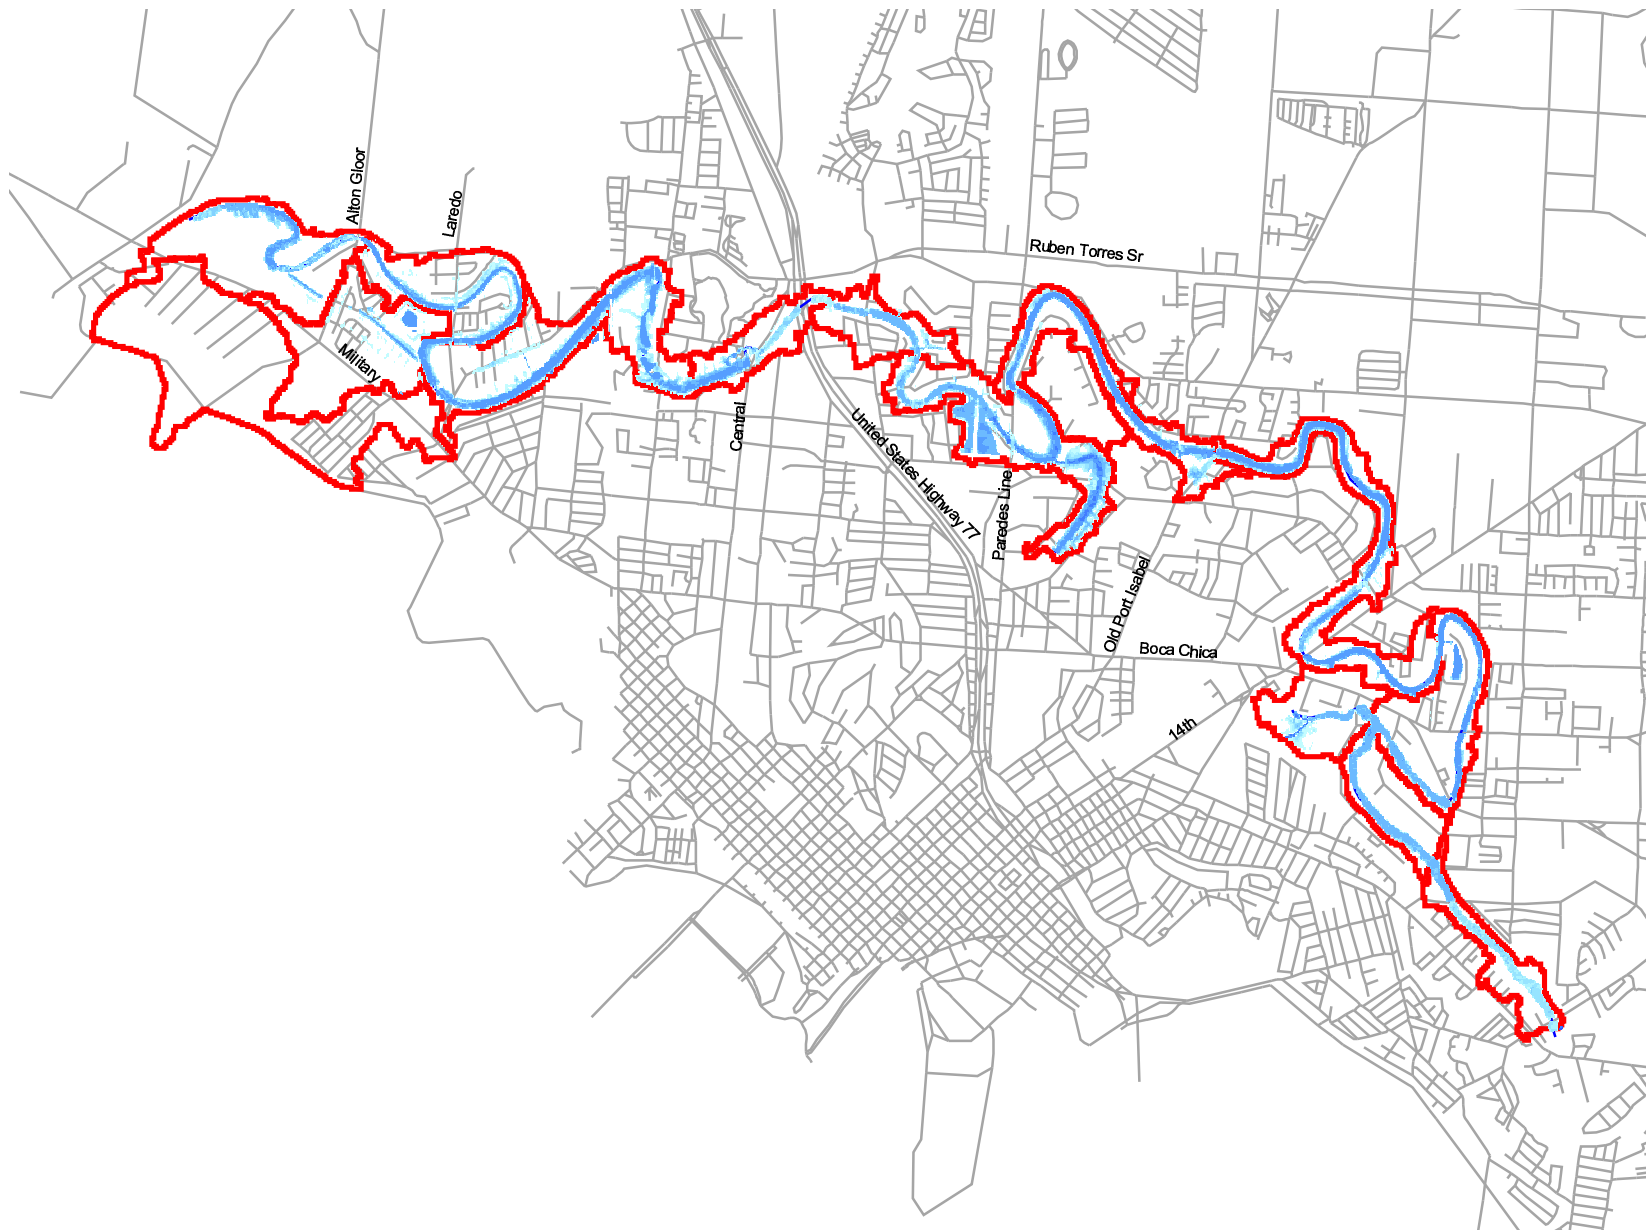 Alton Gloor
Laredo
Ruben Torres Sr
Military
Central
United States Highway 77
Paredes Line
Old Port Isabel
Boca Chica
14th